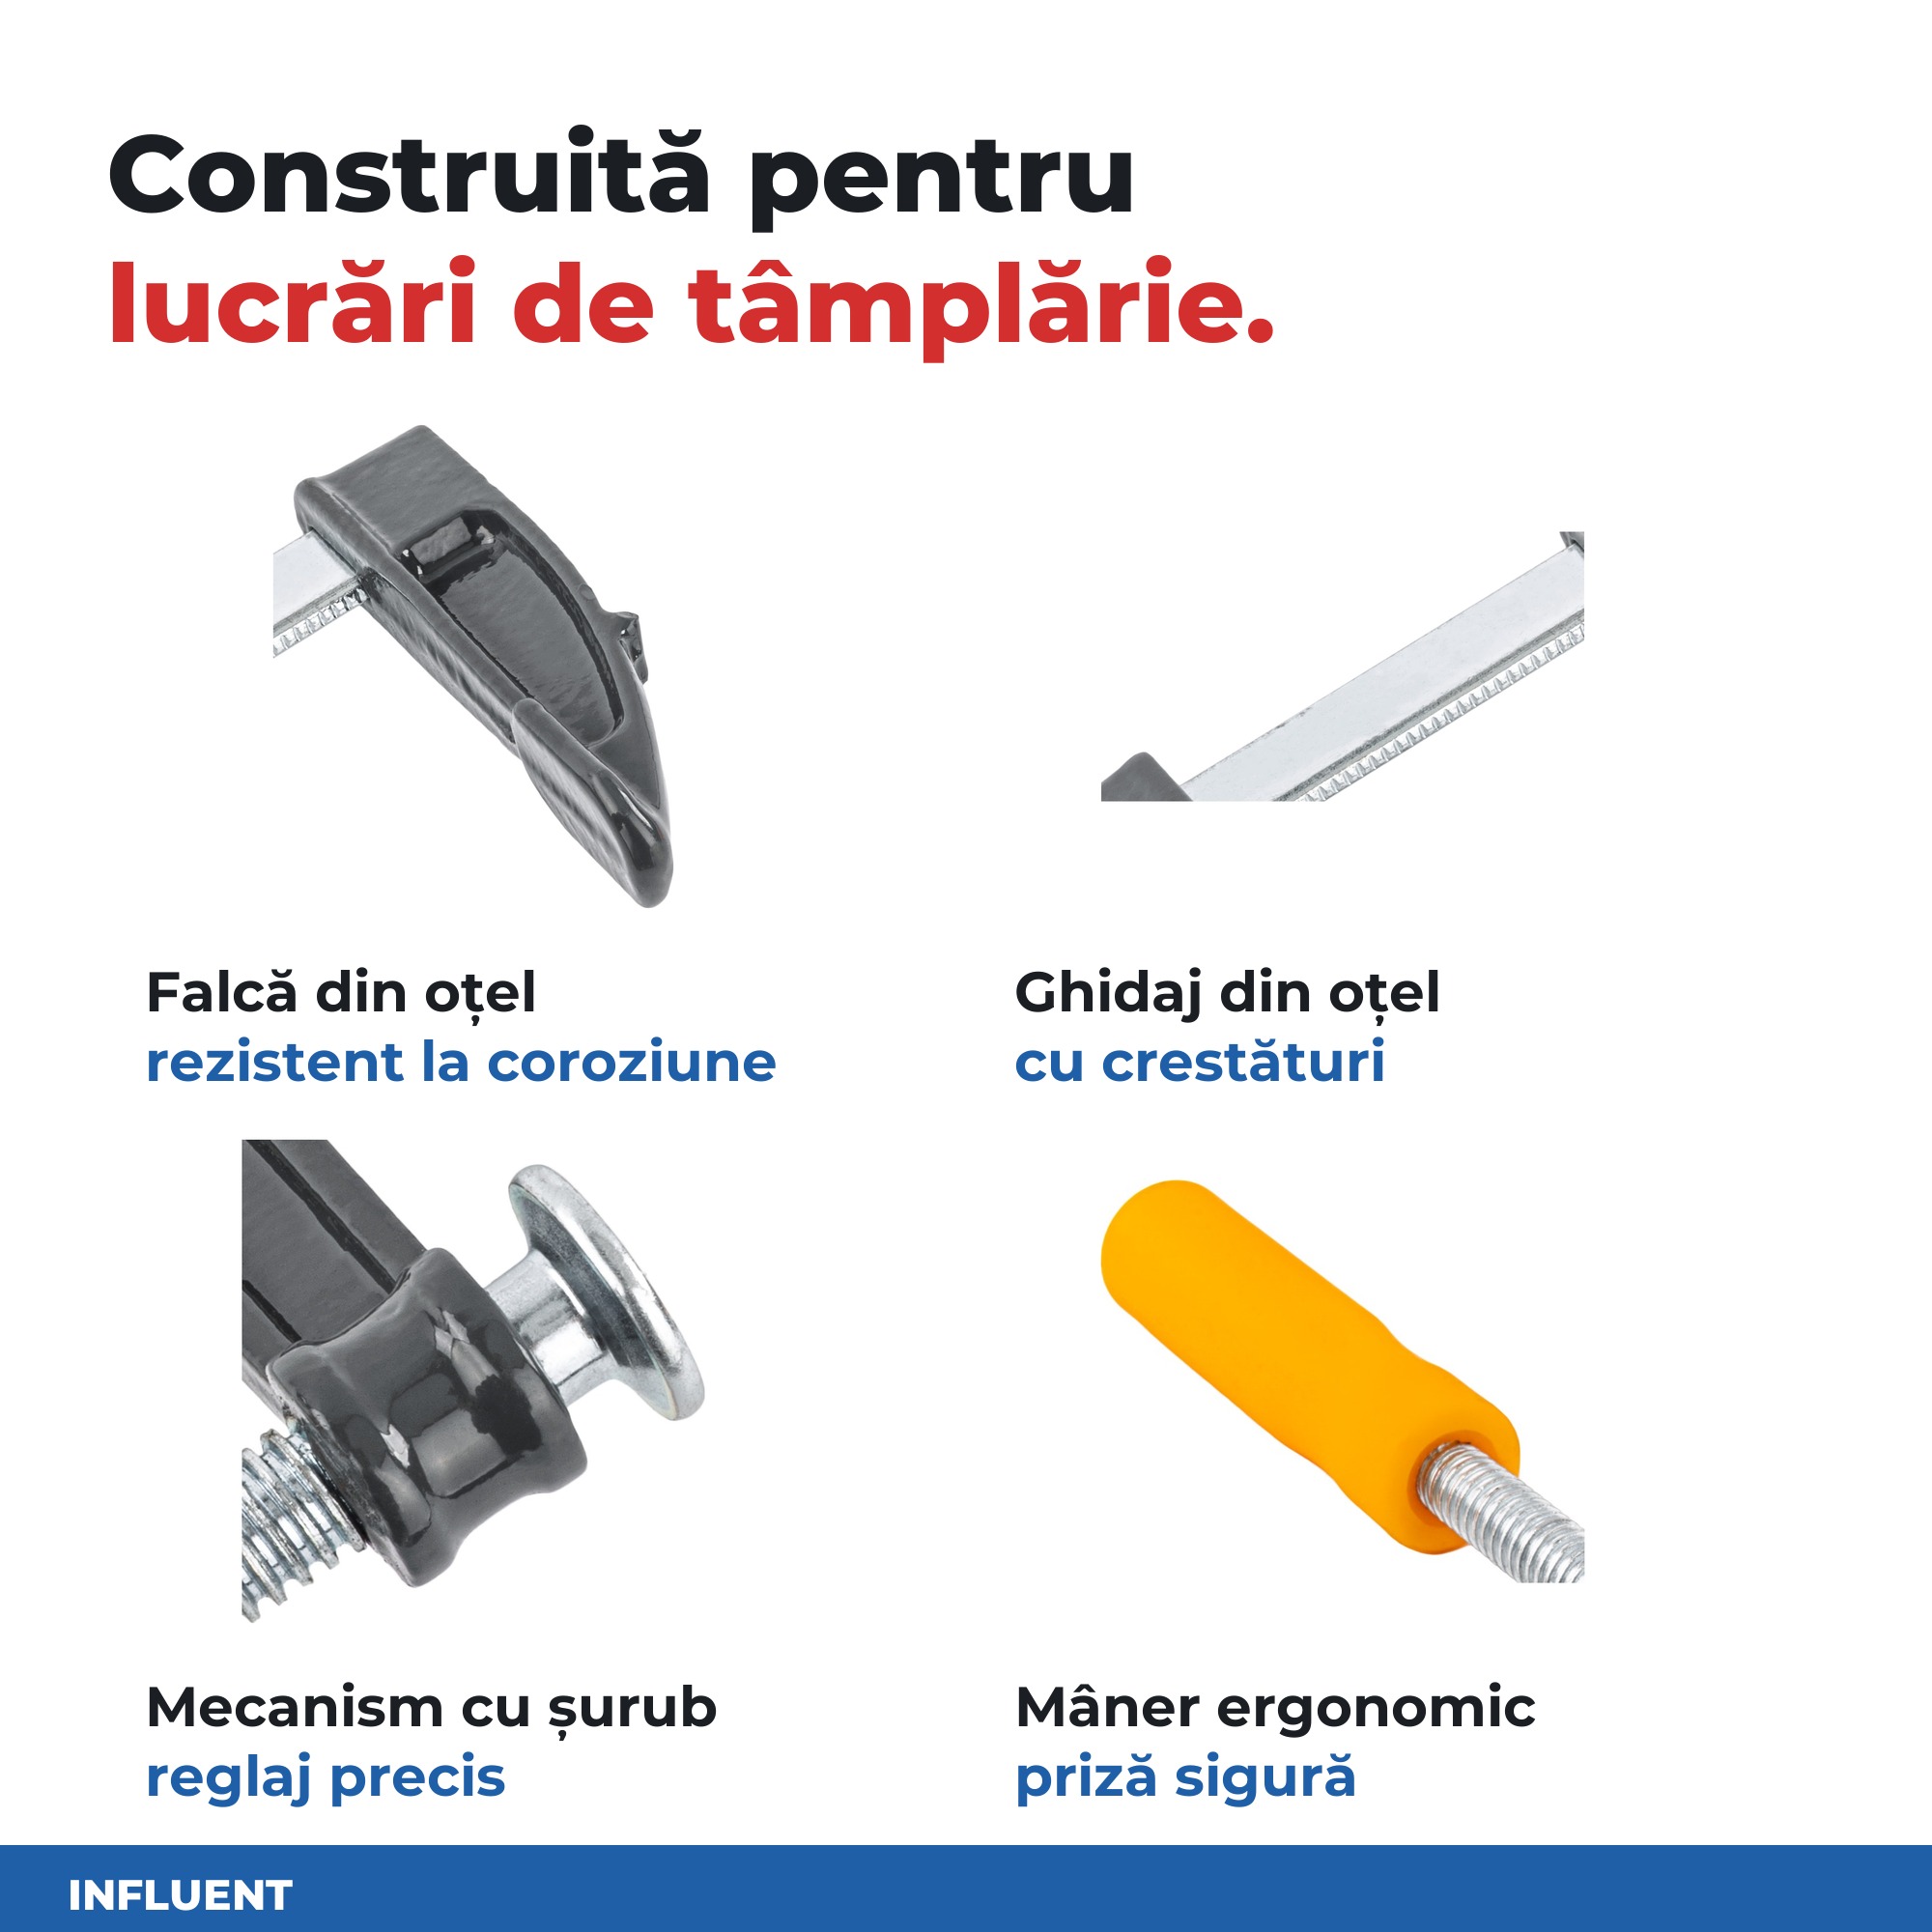 Construită pentru
lucrări de tâmplărie.
Falcă din oțel
rezistent la coroziune
Ghidaj din oțel
cu crestături
Mecanism cu șurub
reglaj precis
Mâner ergonomic
priză sigură
INFLUENT